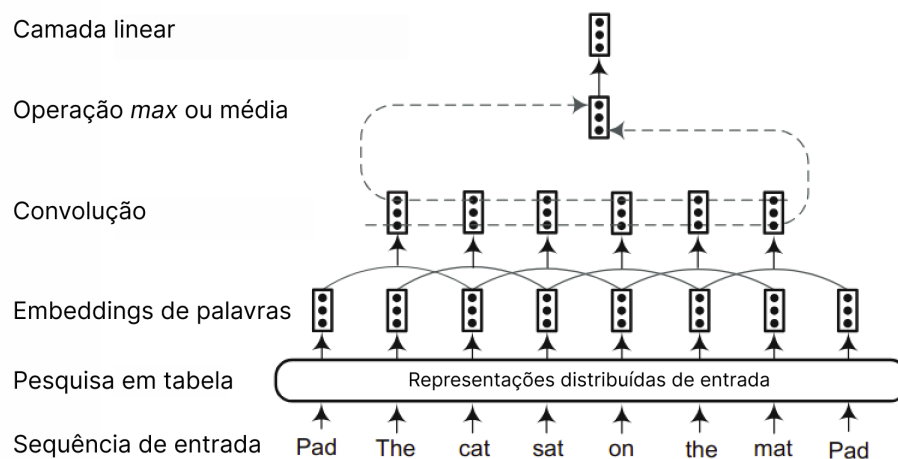 Camada linear
Operação max ou média
Convolução
Embeddings de palavras
Pesquisa em tabela
Representações distribuídas de entrada
Sequência de entrada
Pad The cat sat on the mat Pad